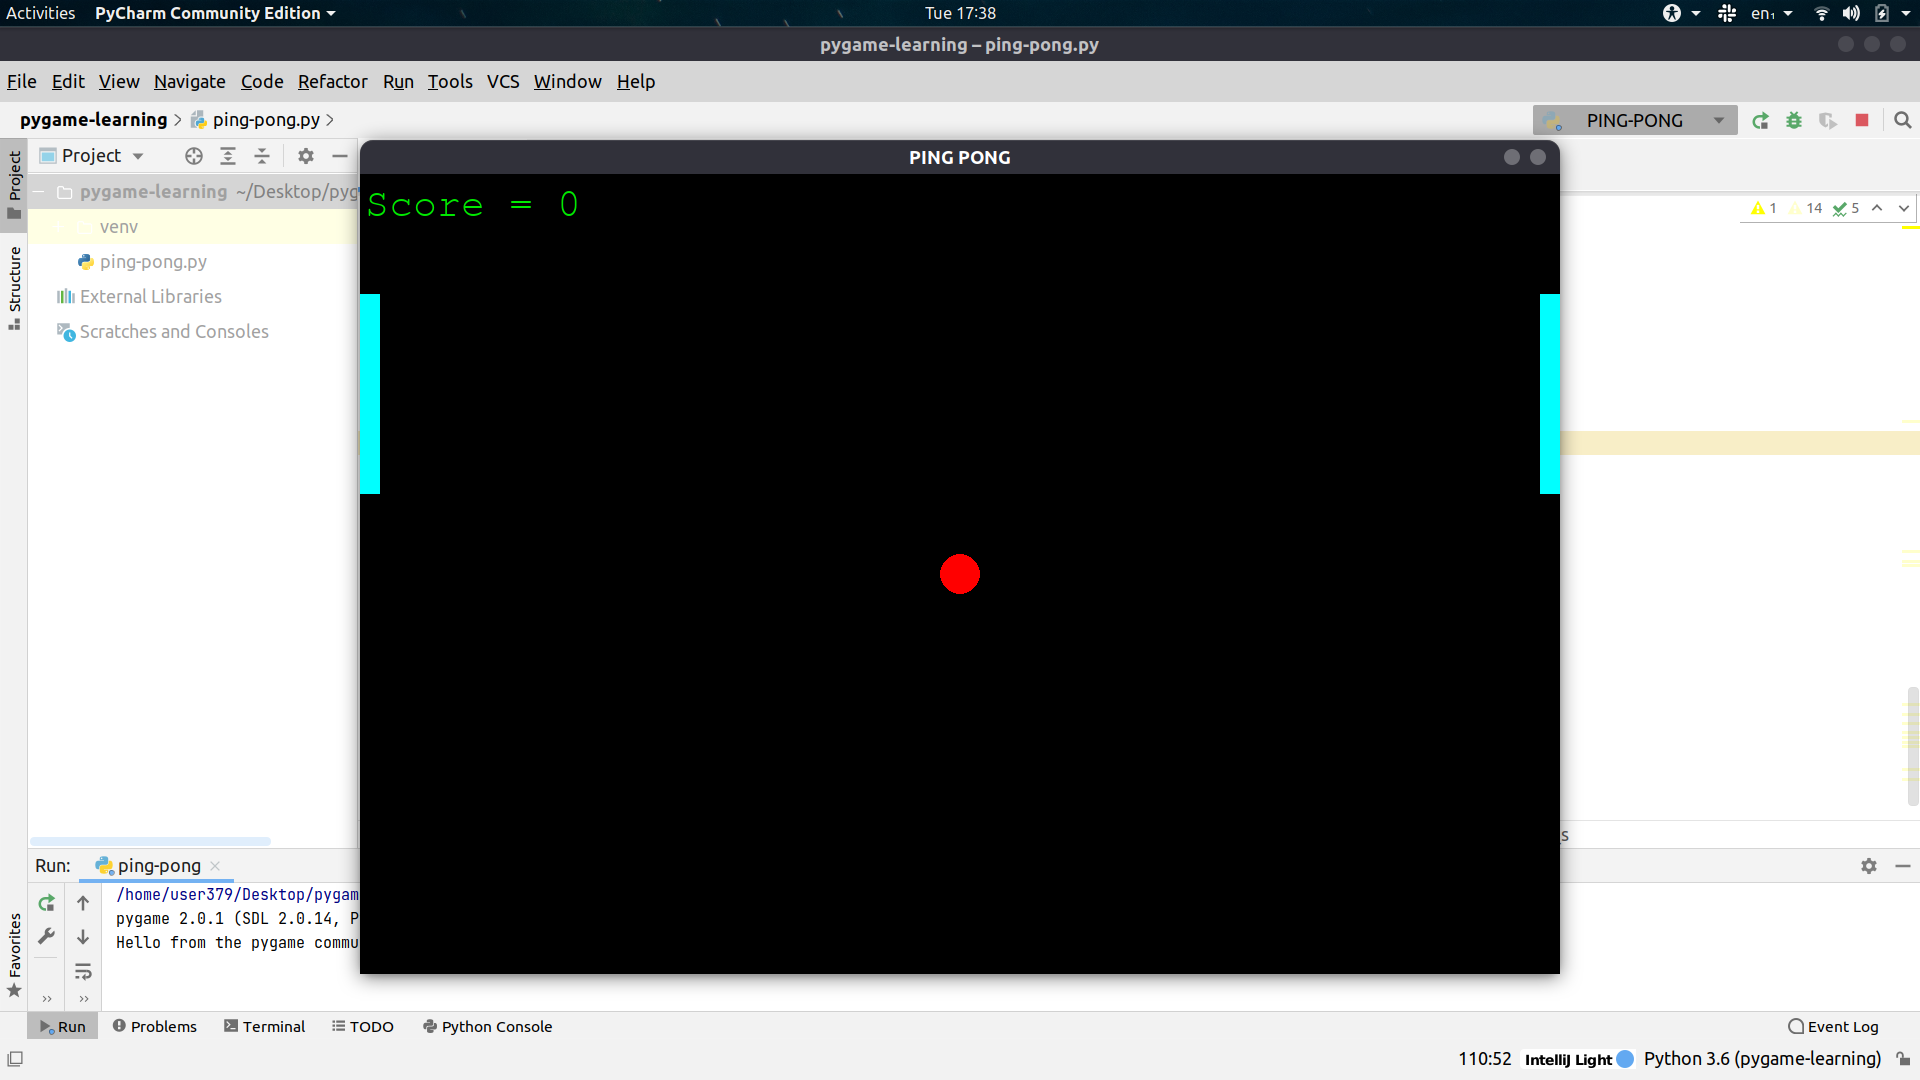 Activities PyCharm Community Edition Tue 17:38 en₁
pygame-learning – ping-pong.py
File Edit View Navigate Code Refactor Run Tools VCS Window Help
pygame-learning ping-pong.py PING-PONG
Project
Project
PING PONG
pygame-learning ~/Desktop/pyg
Score = 0
1 14 5
venv
Structure
ping-pong.py
External Libraries
Scratches and Consoles
s
Run: ping-pong
/home/user379/Desktop/pygam
pygame 2.0.1 (SDL 2.0.14, P
Hello from the pygame commu
Favorites
Run Problems Terminal TODO Python Console Event Log
110:52 IntelliJ Light Python 3.6 (pygame-learning)